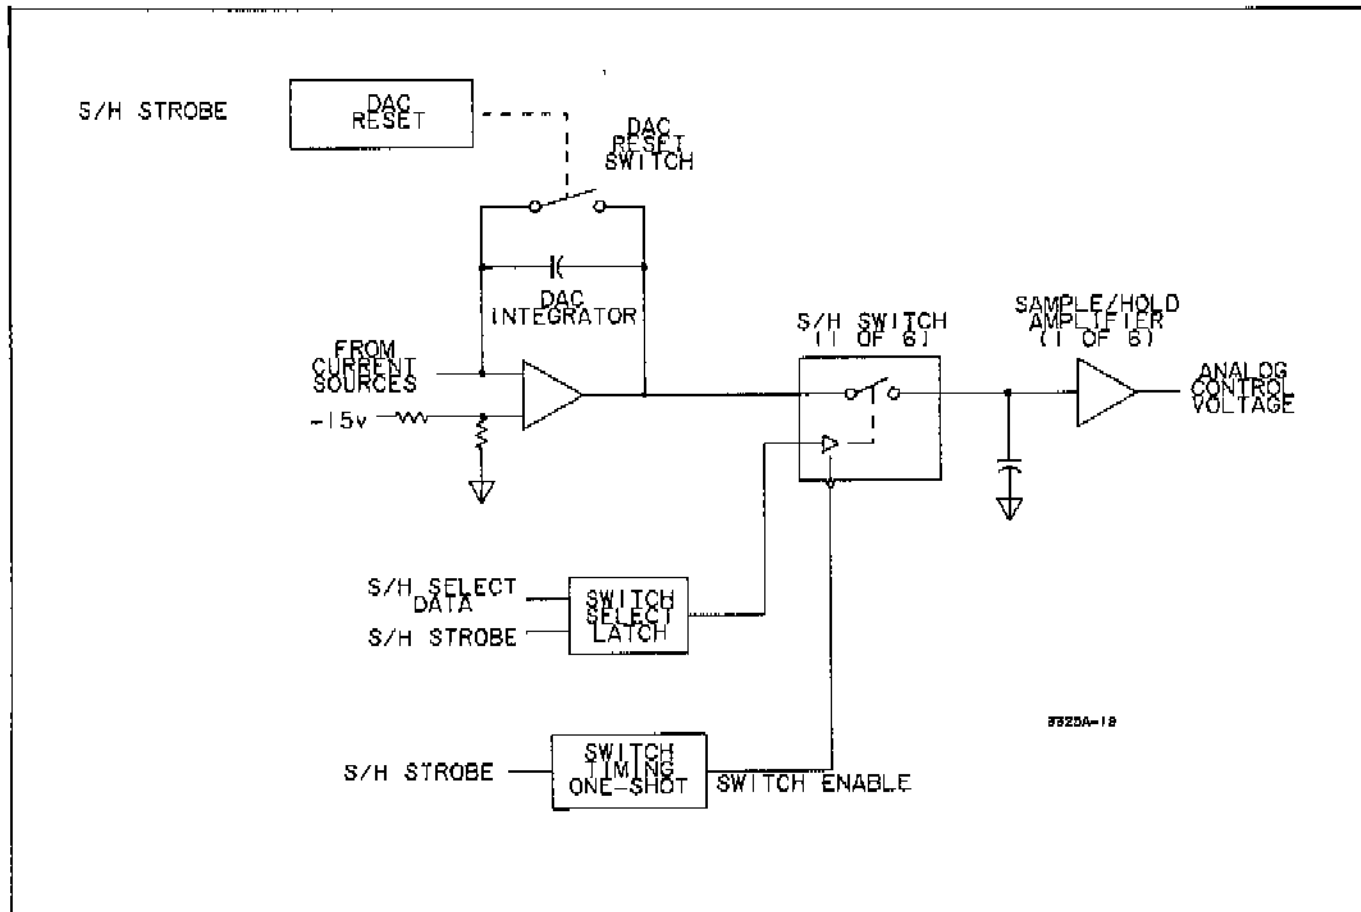 S/H STROBE
DAC
RESET
DAC
RESET
SWITCH
DAC
INTEGRATOR
FROM
CURRENT
SOURCES
-15v
S/H SWITCH
(1 OF 6)
SAMPLE/HOLD
AMPLIFIER
(1 OF 6)
ANALOG
CONTROL
VOLTAGE
S/H SELECT
DATA
S/H STROBE
SWITCH
SELECT
LATCH
S/H STROBE
SWITCH
TIMING
ONE-SHOT
SWITCH ENABLE